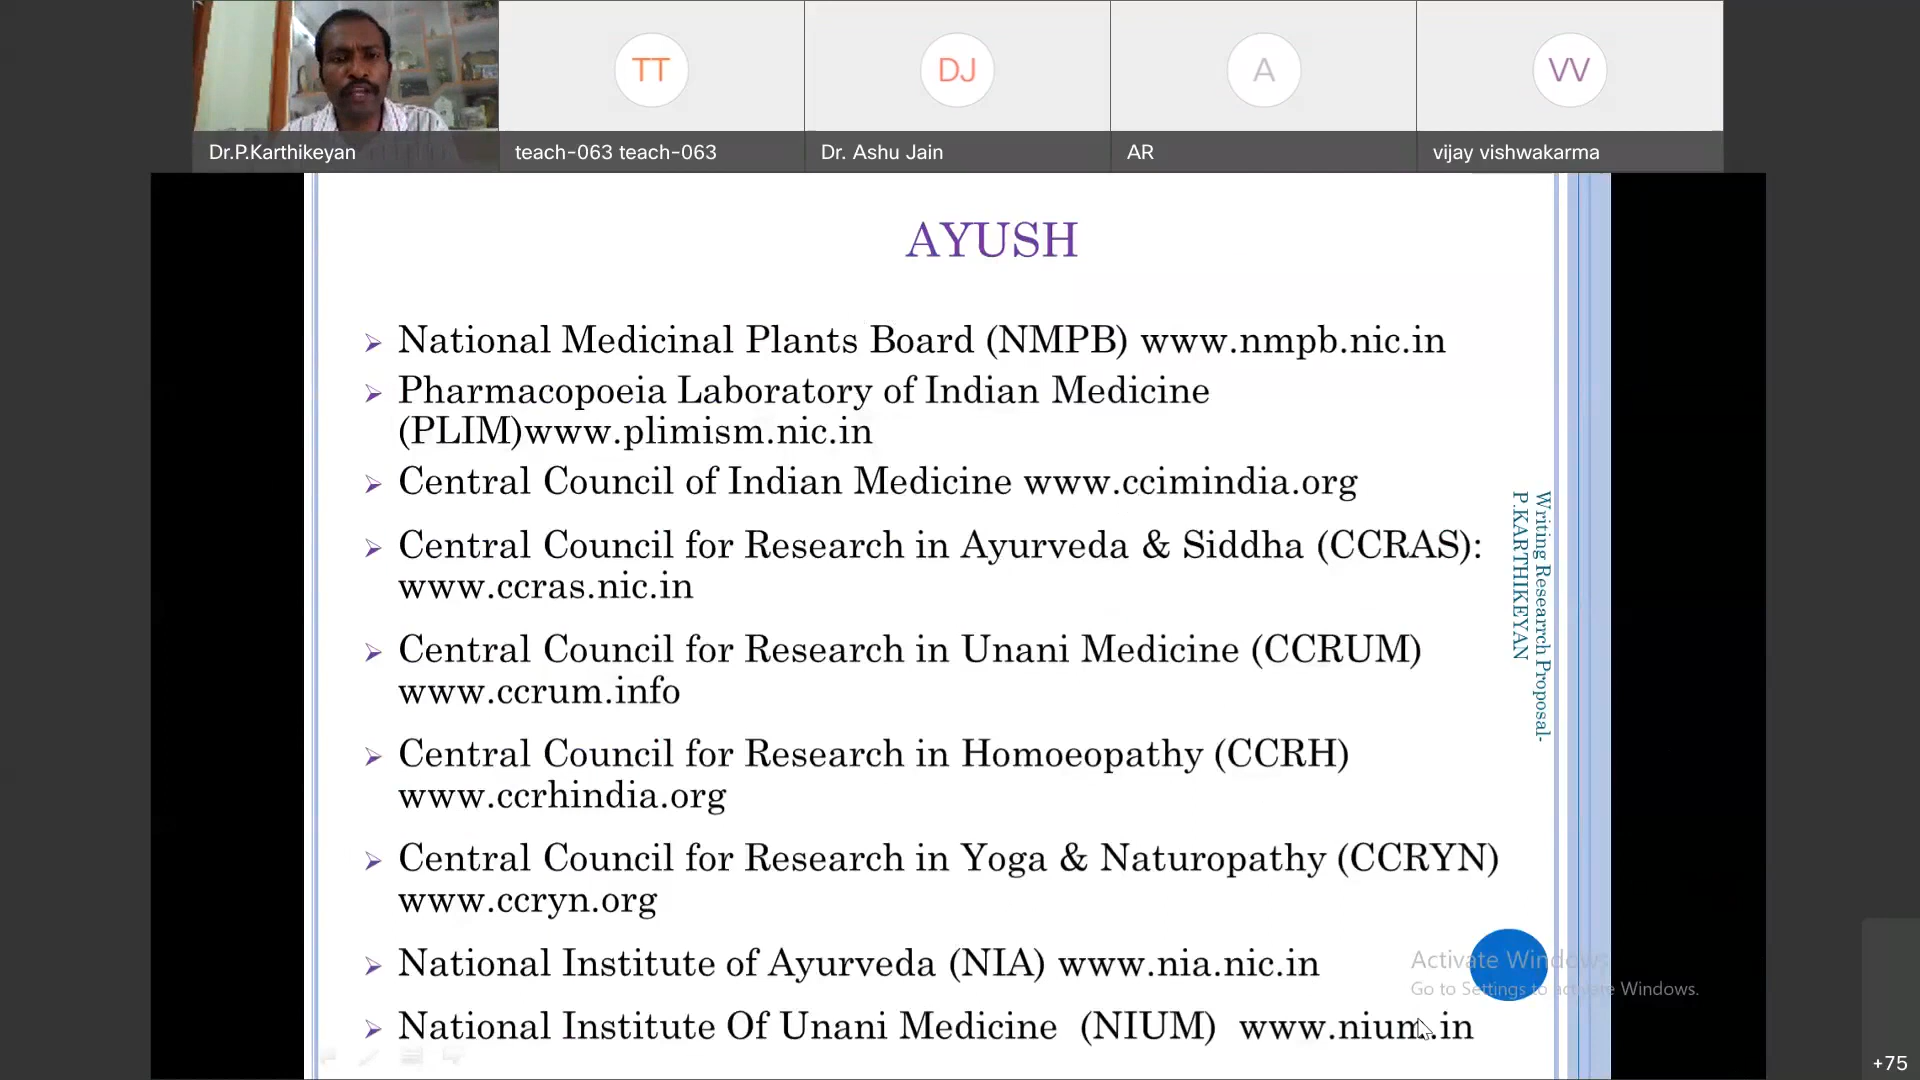 TT
DJ
A
VV
Dr.P.Karthikeyan
teach-063 teach-063
Dr. Ashu Jain
AR
vijay vishwakarma
AYUSH
National Medicinal Plants Board (NMPB) www.nmpb.nic.in
Pharmacopoeia Laboratory of Indian Medicine
(PLIM)www.plimism.nic.in
Central Council of Indian Medicine www.ccimindia.org
Central Council for Research in Ayurveda & Siddha (CCRAS):
www.ccras.nic.in
Central Council for Research in Unani Medicine (CCRUM)
www.ccrum.info
Central Council for Research in Homoeopathy (CCRH)
www.ccrhindia.org
Central Council for Research in Yoga & Naturopathy (CCRYN)
www.ccryn.org
National Institute of Ayurveda (NIA) www.nia.nic.in
National Institute Of Unani Medicine (NIUM) www.nium.in
Writing Researrch Proposal-
P.KARTHIKEYAN
Activate Windows
Go to Settings to activate Windows.
+75